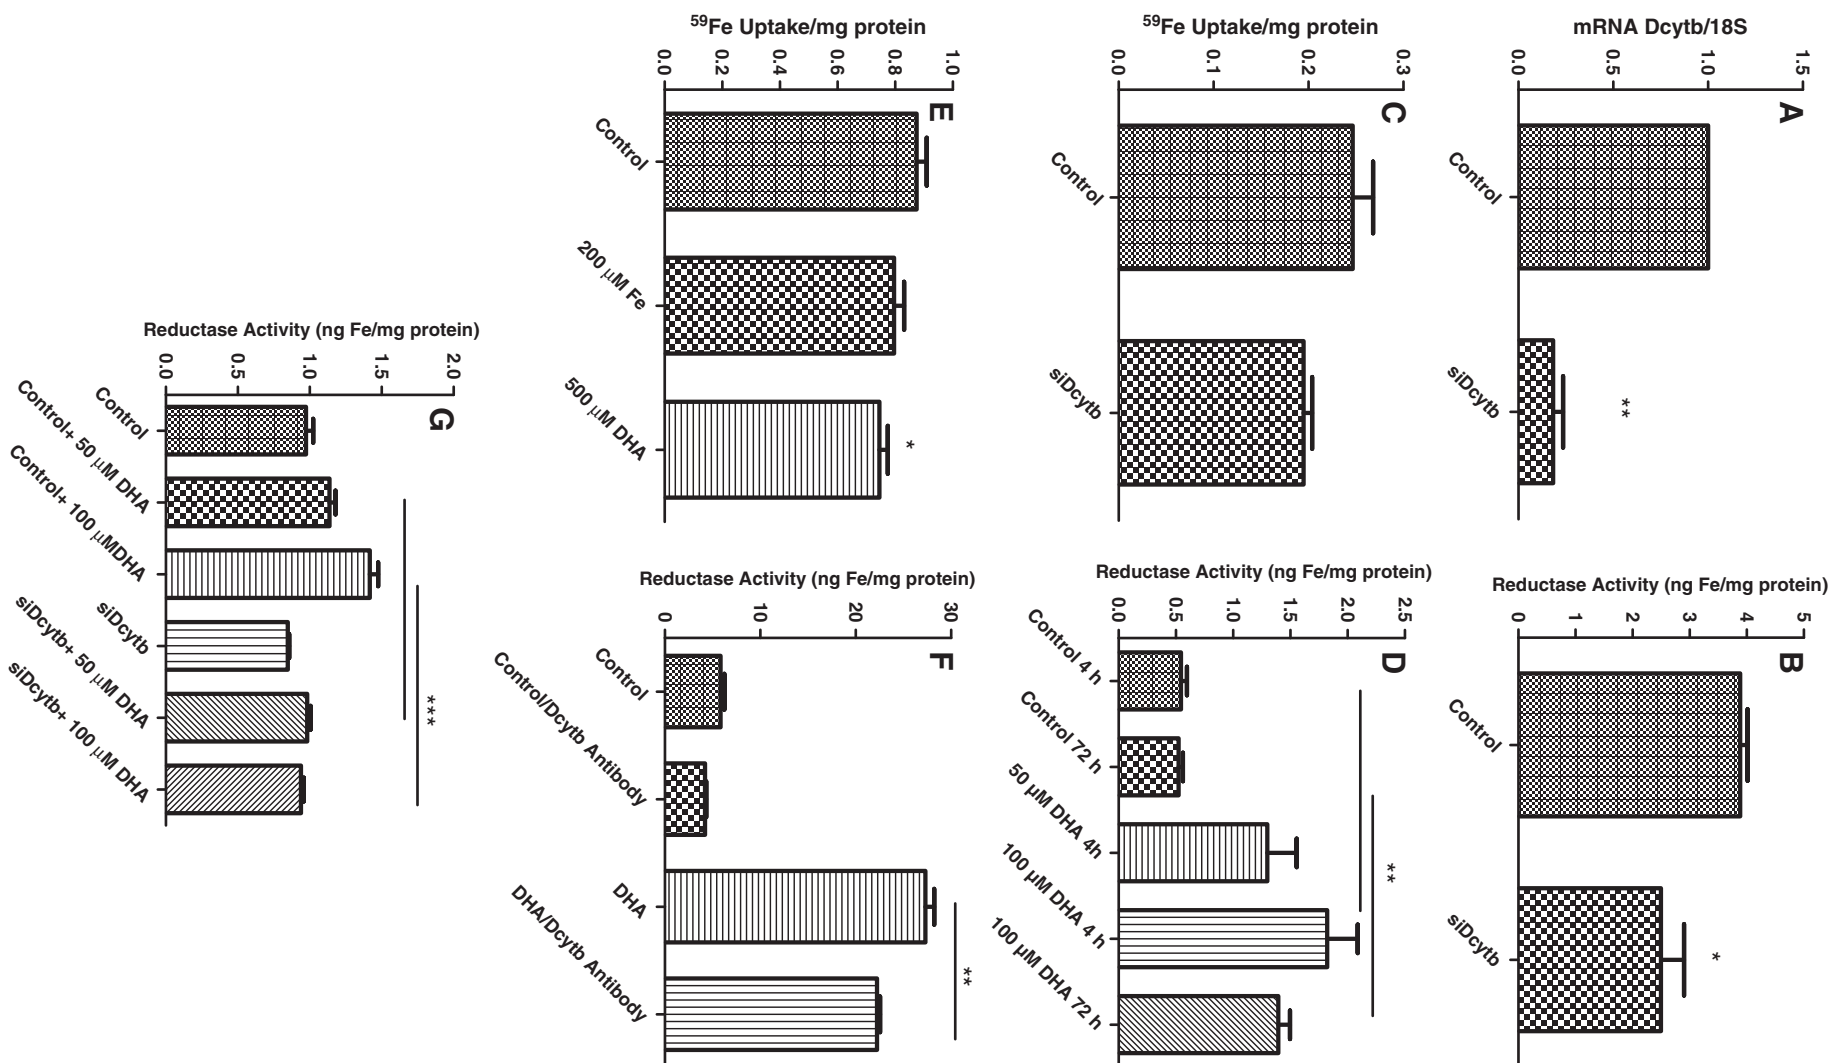 A
mRNA Dcytb/18S
1.5
1.0
0.5
0.0
Control
siDcytb
**
B
Reductase Activity (ng Fe/mg protein)
5
4
3
2
1
0
Control
siDcytb
*
C
⁵⁹Fe Uptake/mg protein
0.3
0.2
0.1
0.0
Control
siDcytb
D
Reductase Activity (ng Fe/mg protein)
2.5
2.0
1.5
1.0
0.5
0.0
Control 4 h
Control 72 h
50 µM DHA 4h
100 µM DHA 4 h
100 µM DHA 72 h
**
E
⁵⁹Fe Uptake/mg protein
1.0
0.8
0.6
0.4
0.2
0.0
Control
200 µM Fe
500 µM DHA
*
F
Reductase Activity (ng Fe/mg protein)
30
20
10
0
Control
Control/Dcytb Antibody
DHA
DHA/Dcytb Antibody
**
G
Reductase Activity (ng Fe/mg protein)
2.0
1.5
1.0
0.5
0.0
Control
Control+ 50 µM DHA
Control+ 100 µMDHA
siDcytb
siDcytb+ 50 µM DHA
siDcytb+ 100 µM DHA
***